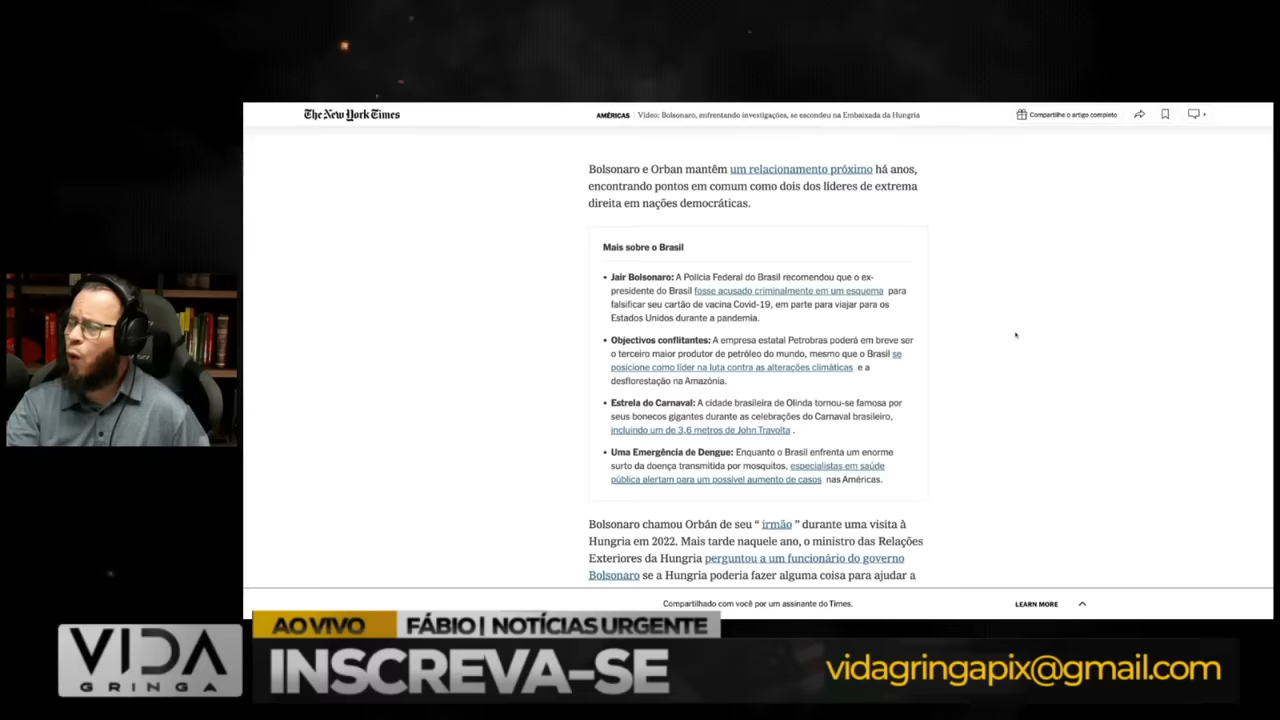 The New York Times
AMÉRICAS | Vídeo: Bolsonaro, enfrentando investigações, se escondeu na Embaixada da Hungria
Compartilhe o artigo completo
Bolsonaro e Orban mantêm um relacionamento próximo há anos,
encontrando pontos em comum como dois dos líderes de extrema
direita em nações democráticas.
Mais sobre o Brasil
• Jair Bolsonaro: A Polícia Federal do Brasil recomendou que o ex-
presidente do Brasil fosse acusado criminalmente em um esquema para
falsificar seu cartão de vacina Covid-19, em parte para viajar para os
Estados Unidos durante a pandemia.
• Objectivos conflitantes: A empresa estatal Petrobras poderá em breve ser
o terceiro maior produtor de petróleo do mundo, mesmo que o Brasil se
posicione como líder na luta contra as alterações climáticas e a
desflorestação na Amazónia.
• Estrela do Carnaval: A cidade brasileira de Olinda tornou-se famosa por
seus bonecos gigantes durante as celebrações do Carnaval brasileiro,
incluindo um de 3,6 metros de John Travolta .
• Uma Emergência de Dengue: Enquanto o Brasil enfrenta um enorme
surto da doença transmitida por mosquitos, especialistas em saúde
pública alertam para um possível aumento de casos nas Américas.
Bolsonaro chamou Orbán de seu “ irmão ” durante uma visita à
Hungria em 2022. Mais tarde naquele ano, o ministro das Relações
Exteriores da Hungria perguntou a um funcionário do governo
Bolsonaro se a Hungria poderia fazer alguma coisa para ajudar a
Compartilhado com você por um assinante do Times.
LEARN MORE
AO VIVO
FÁBIO | NOTÍCIAS URGENTE
VIDA
GRINGA
INSCREVA-SE
vidagringapix@gmail.com